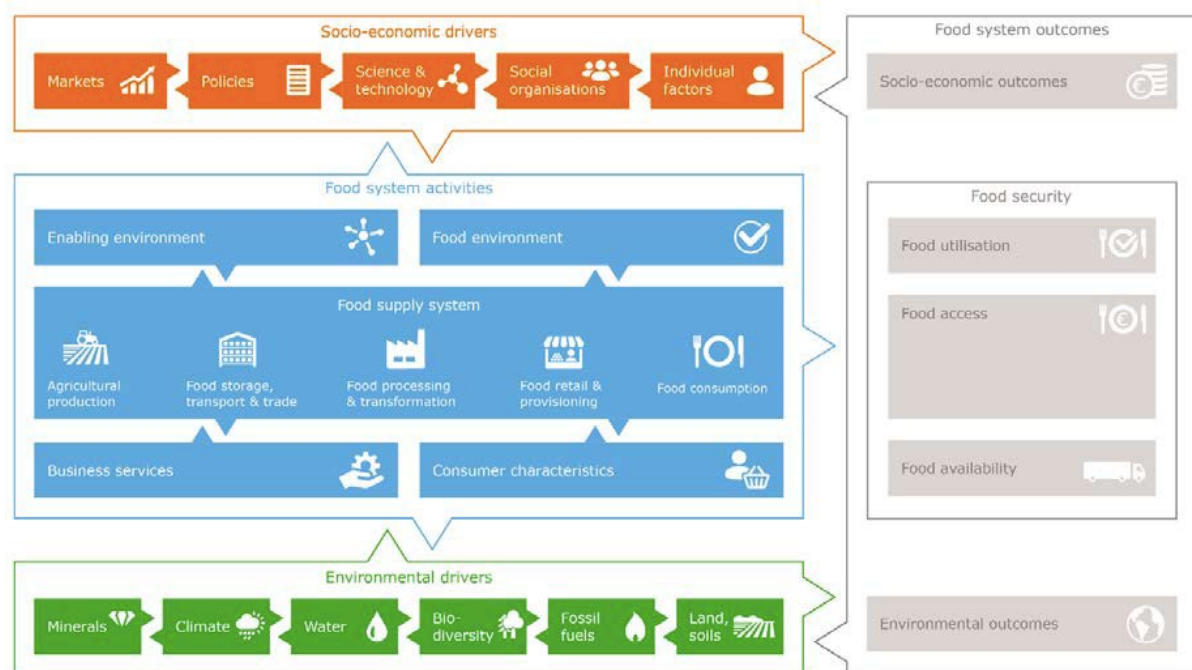 Socio-economic drivers
Markets
Policies
Science &
technology
Social
organisations
Individual
factors
Food system outcomes
Socio-economic outcomes
Food system activities
Enabling environment
Food environment
Food supply system
Agricultural
production
Food storage,
transport & trade
Food processing
& transformation
Food retail &
provisioning
Food consumption
Business services
Consumer characteristics
Food security
Food utilisation
Food access
Food availability
Environmental drivers
Minerals
Climate
Water
Bio-
diversity
Fossil
fuels
Land,
soils
Environmental outcomes